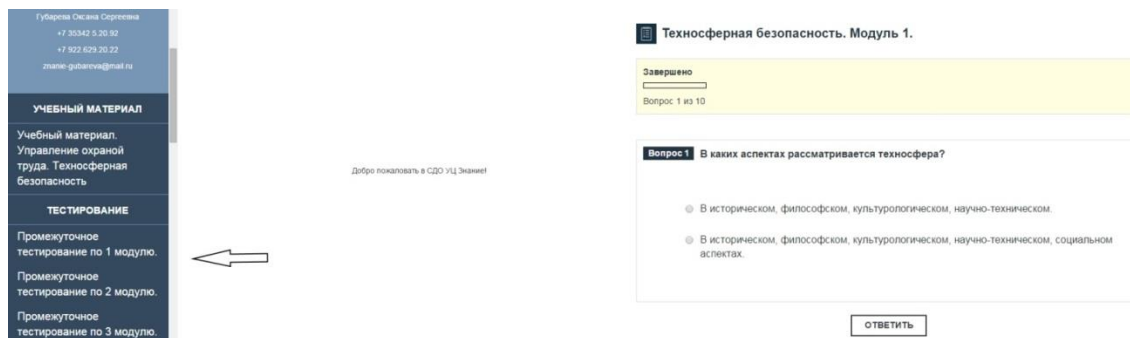 Губарева Оксана Сергеевна
+7 35342 5.20.92
+7 922 629.20.22
znanie-gubareva@mail.ru
УЧЕБНЫЙ МАТЕРИАЛ
Учебный материал.
Управление охраной
труда. Техносферная
безопасность
ТЕСТИРОВАНИЕ
Промежуточное
тестирование по 1 модулю.
Промежуточное
тестирование по 2 модулю.
Промежуточное
тестирование по 3 модулю.
Добро пожаловать в СДО УЦ Знание!
Техносферная безопасность. Модуль 1.
Завершено
Вопрос 1 из 10
Вопрос 1 В каких аспектах рассматривается техносфера?
В историческом, философском, культурологическом, научно-техническом.
В историческом, философском, культурологическом, научно-техническом, социальном
аспектах.
ОТВЕТИТЬ